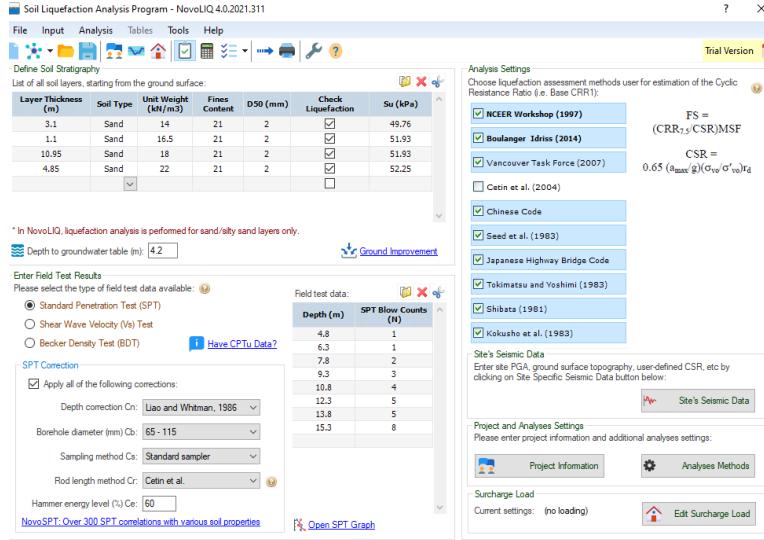 Soil Liquefaction Analysis Program - NovoLIQ 4.0.2021.311
? X
File Input Analysis Tables Tools Help
Trial Version
Define Soil Stratigraphy
List of all soil layers, starting from the ground surface:
Layer Thickness (m) Soil Type Unit Weight (kN/m3) Fines Content D50 (mm) Check Liquefaction Su (kPa)
3.1 Sand 14 21 2 49.76
1.1 Sand 16.5 21 2 51.93
10.95 Sand 18 21 2 51.93
4.85 Sand 22 21 2 52.25
* In NovoLIQ, liquefaction analysis is performed for sand/silty sand layers only.
Depth to groundwater table (m): 4.2
Ground Improvement
Enter Field Test Results
Please select the type of field test data available:
Standard Penetration Test (SPT)
Shear Wave Velocity (Vs) Test
Becker Density Test (BDT)
Have CPTu Data?
SPT Correction
Apply all of the following corrections:
Depth correction Cn: Liao and Whitman, 1986
Borehole diameter (mm) Cb: 65 - 115
Sampling method Cs: Standard sampler
Rod length method Cr: Cetin et al.
Hammer energy level (%) Ce: 60
NovoSPT: Over 300 SPT correlations with various soil properties
Field test data:
Depth (m) SPT Blow Counts (N)
4.8 1
6.3 1
7.8 2
9.3 3
10.8 4
12.3 5
13.8 5
15.3 8
Open SPT Graph
Analysis Settings
Choose liquefaction assessment methods user for estimation of the Cyclic
Resistance Ratio (i.e. Base CRR1):
NCEER Workshop (1997)
Boulanger Idriss (2014)
Vancouver Task Force (2007)
Cetin et al. (2004)
Chinese Code
Seed et al. (1983)
Japanese Highway Bridge Code
Tokimatsu and Yoshimi (1983)
Shibata (1981)
Kokusho et al. (1983)
FS =
(CRR7.5/CSR)MSF
CSR =
0.65 (amax/g)(σvo/σ'vo)rd
Site's Seismic Data
Enter site PGA, ground surface topography, user-defined CSR, etc by
clicking on Site Specific Seismic Data button below:
Site's Seismic Data
Project and Analyses Settings
Please enter project information and additional analyses settings:
Project Information
Analyses Methods
Surcharge Load
Current settings: (no loading)
Edit Surcharge Load